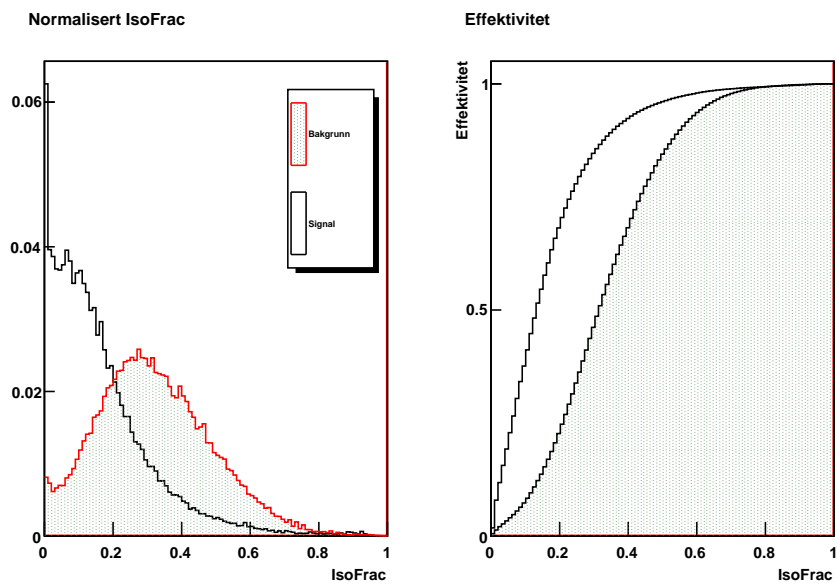 Normalisert IsoFrac
0.06
0.04
0.02
0
0 0.2 0.4 0.6 0.8 1
IsoFrac
Bakgrunn
Signal
Effektivitet
Effektivitet
1
0.5
0
0 0.2 0.4 0.6 0.8 1
IsoFrac